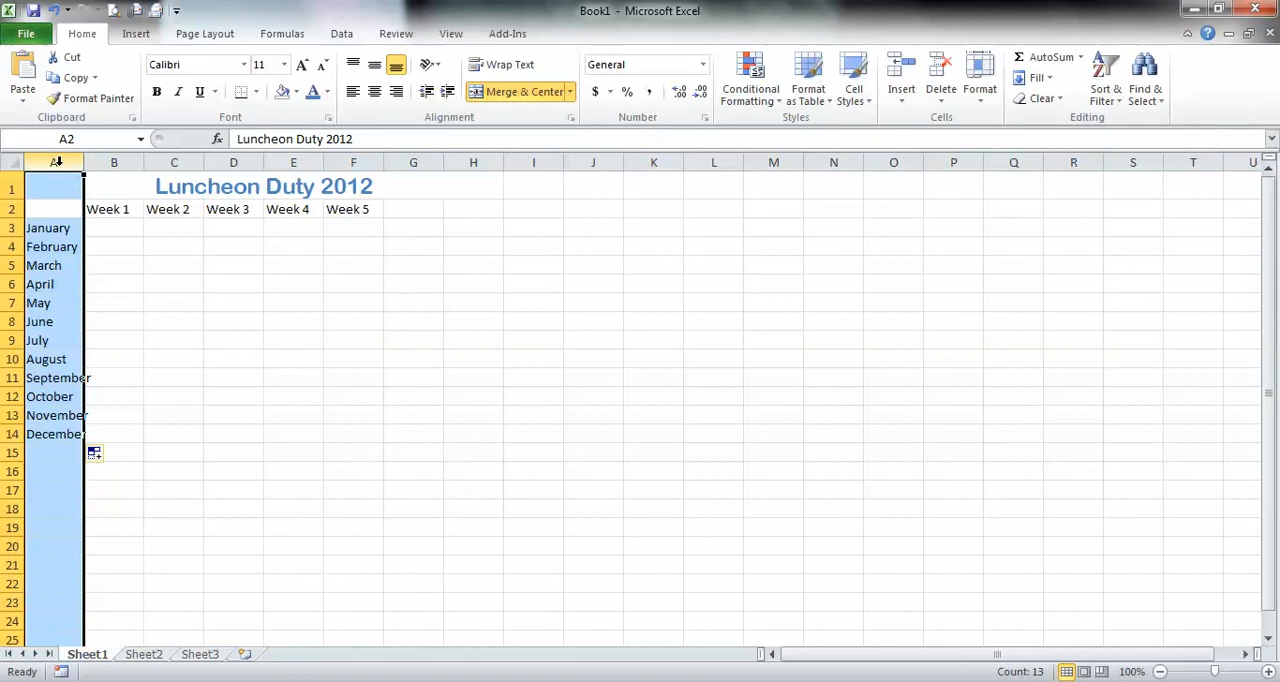 Book1 - Microsoft Excel
File Home Insert Page Layout Formulas Data Review View Add-Ins
Paste Cut Copy Format Painter Clipboard
Calibri 11 A A B I U A Font
Wrap Text Merge & Center Alignment
General $ % , Number
Conditional Formatting Format as Table Cell Styles Styles
Insert Delete Format Cells
Σ AutoSum Fill Clear Sort & Filter Find & Select Editing
A2 fx Luncheon Duty 2012
A B C D E F G H I J K L M N O P Q R S T U
1 Luncheon Duty 2012
2 Week 1 Week 2 Week 3 Week 4 Week 5
3 January
4 February
5 March
6 April
7 May
8 June
9 July
10 August
11 September
12 October
13 November
14 December
15
16
17
18
19
20
21
22
23
24
25
Sheet1 Sheet2 Sheet3
Ready Count: 13 100%